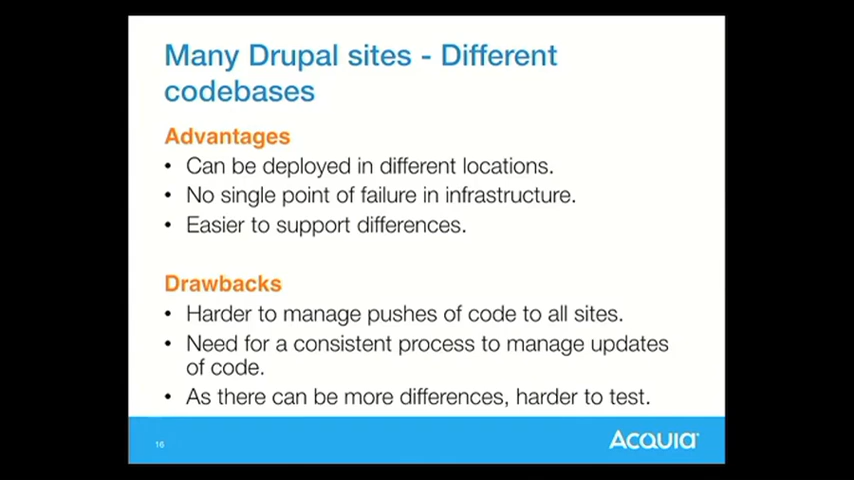 Many Drupal sites - Different
codebases
Advantages
• Can be deployed in different locations.
• No single point of failure in infrastructure.
• Easier to support differences.
Drawbacks
• Harder to manage pushes of code to all sites.
• Need for a consistent process to manage updates
of code.
• As there can be more differences, harder to test.
16
ACQUIA